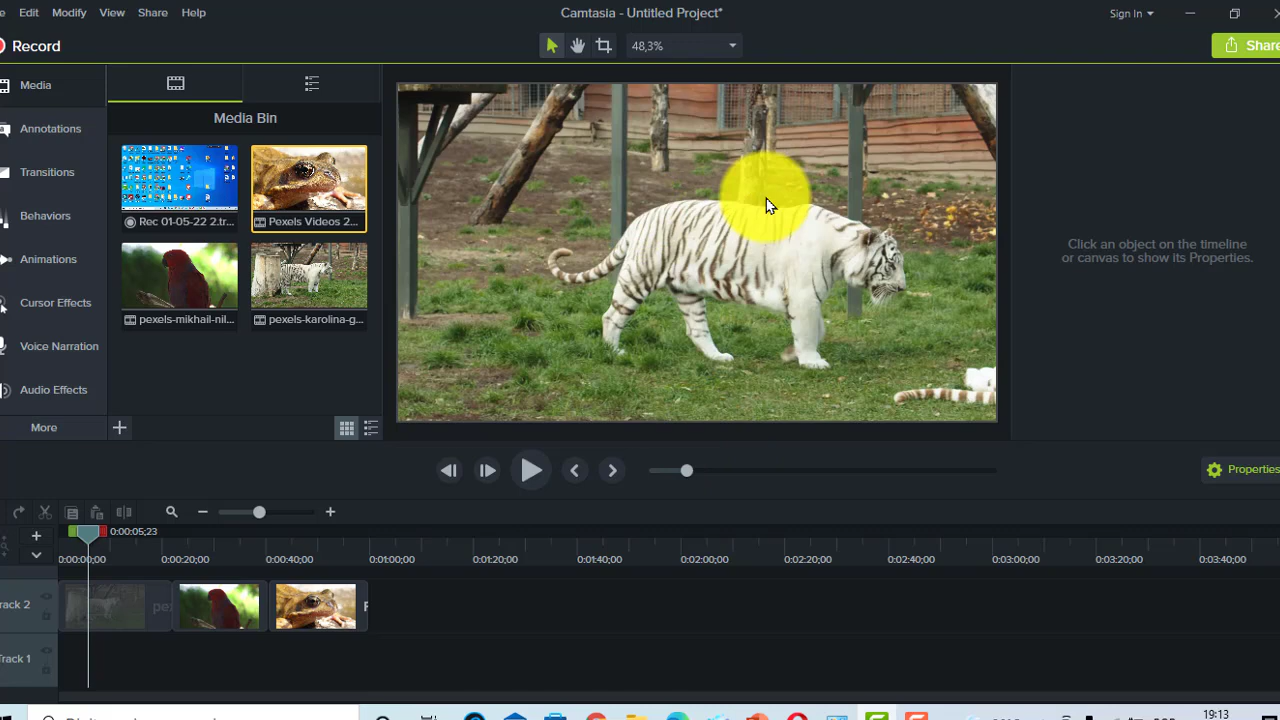 Edit Modify View Share Help
Camtasia - Untitled Project*
Sign In
Record
48,3%
Share
Media
Annotations
Transitions
Behaviors
Animations
Cursor Effects
Voice Narration
Audio Effects
More
Media Bin
Rec 01-05-22 2.tr...
Pexels Videos 2...
pexels-mikhail-nil...
pexels-karolina-g...
Click an object on the timeline
or canvas to show its Properties.
Properties
0:00:05;23
0:00:00;00 0:00:20;00 0:00:40;00 0:01:00;00 0:01:20;00 0:01:40;00 0:02:00;00 0:02:20;00 0:02:40;00 0:03:00;00 0:03:20;00 0:03:40;00
rack 2
pe
rack 1
19:13